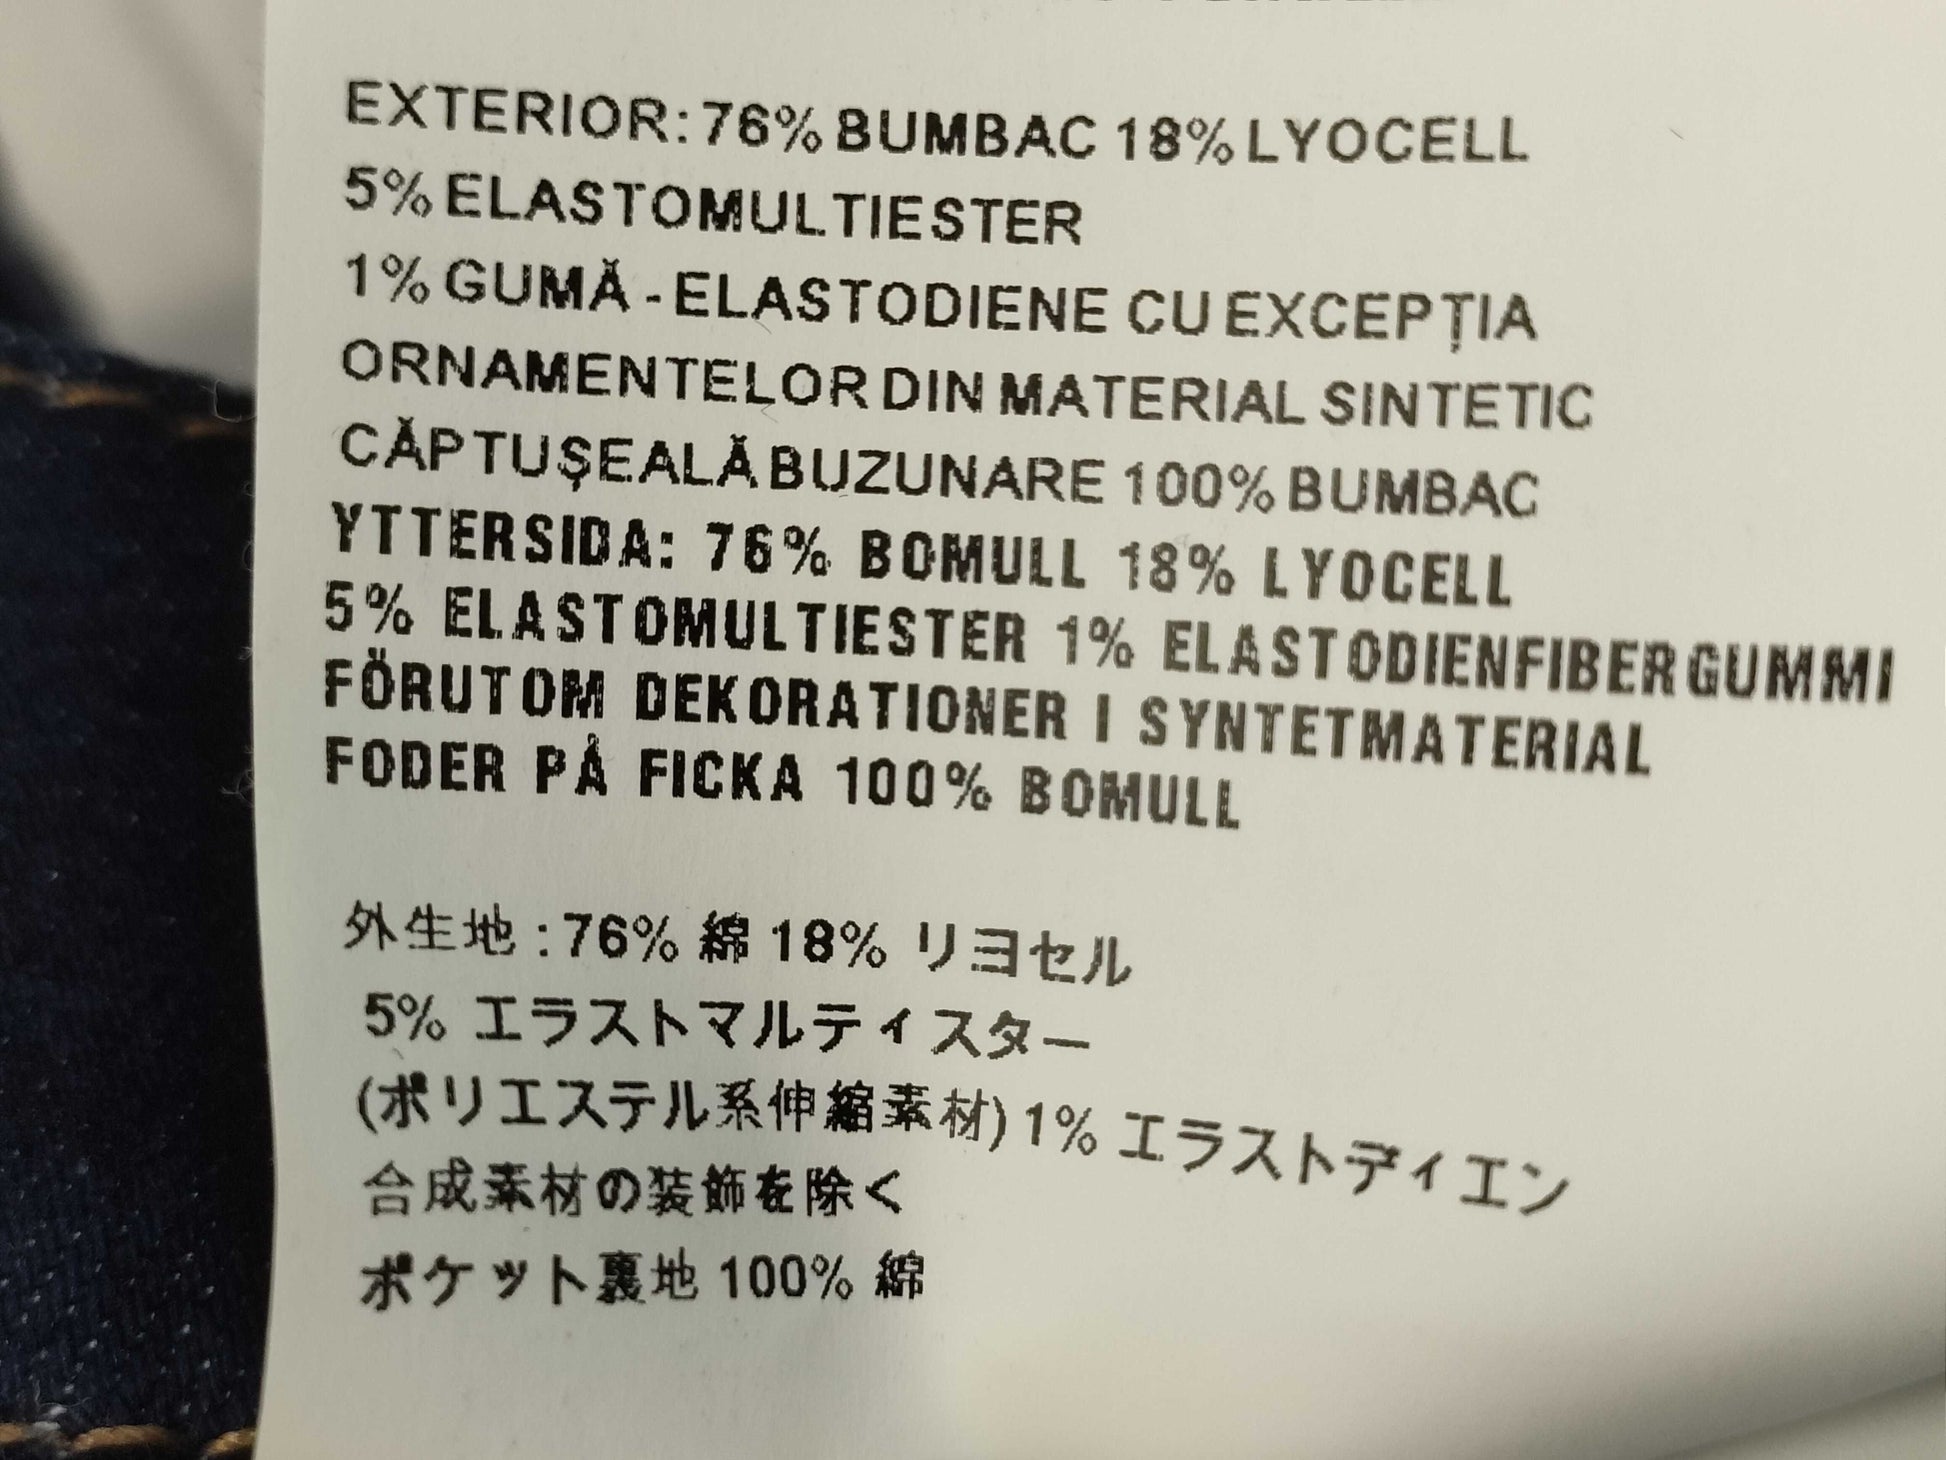 EXTERIOR: 76% BUMBAC 18% LYOCELL
5% ELASTOMULTIESTER
1% GUMĂ - ELASTODIENE CU EXCEPȚIA
ORNAMENTELOR DIN MATERIAL SINTETIC
CĂPTUȘEALĂ BUZUNARE 100% BUMBAC
YTTERSIDA: 76% BOMULL 18% LYOCELL
5% ELASTOMULTIESTER 1% ELASTODIENFIBER GUMMI
FÖRUTOM DEKORATIONER I SYNTETMATERIAL
FODER PÅ FICKA 100% BOMULL
外生地 : 76% 綿 18% リヨセル
5% エラストマルティスター
(ポリエステル系伸縮素材) 1% エラストディエン
合成素材の装飾を除く
ポケット裏地 100% 綿